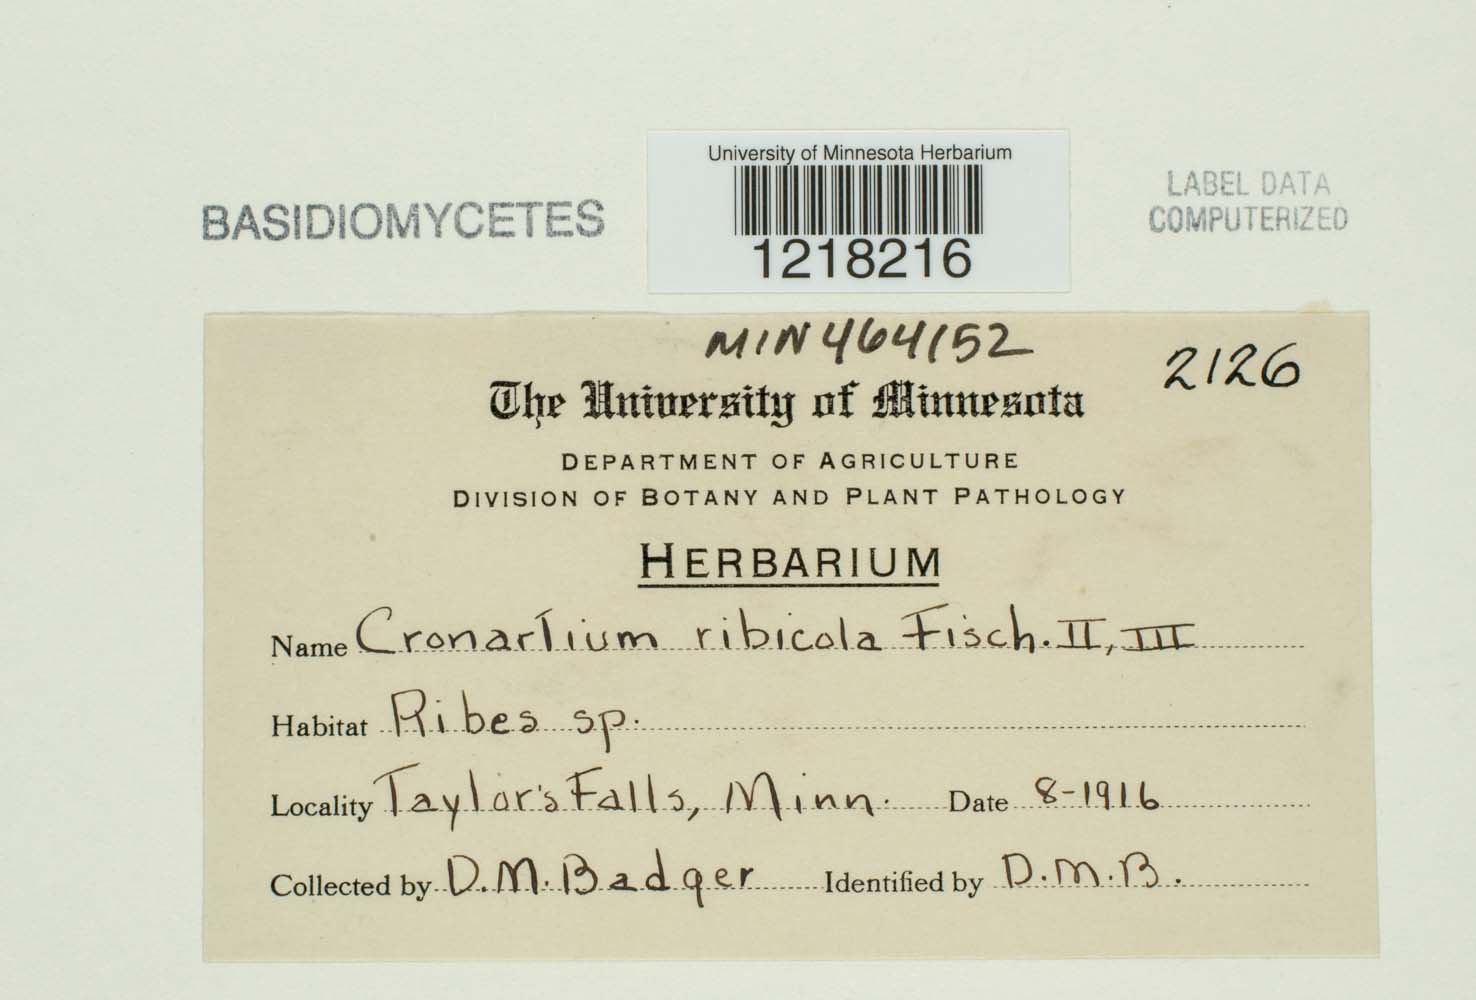 University of Minnesota Herbarium
BASIDIOMYCETES
1218216
LABEL DATA
COMPUTERIZED
MIN464152
2126
The University of Minnesota
DEPARTMENT OF AGRICULTURE
DIVISION OF BOTANY AND PLANT PATHOLOGY
HERBARIUM
Name Cronartium ribicola Fisch. II, III
Habitat Ribes sp.
Locality Taylor's Falls, Minn. Date 8-1916
Collected by D.M. Badger Identified by D.M.B.